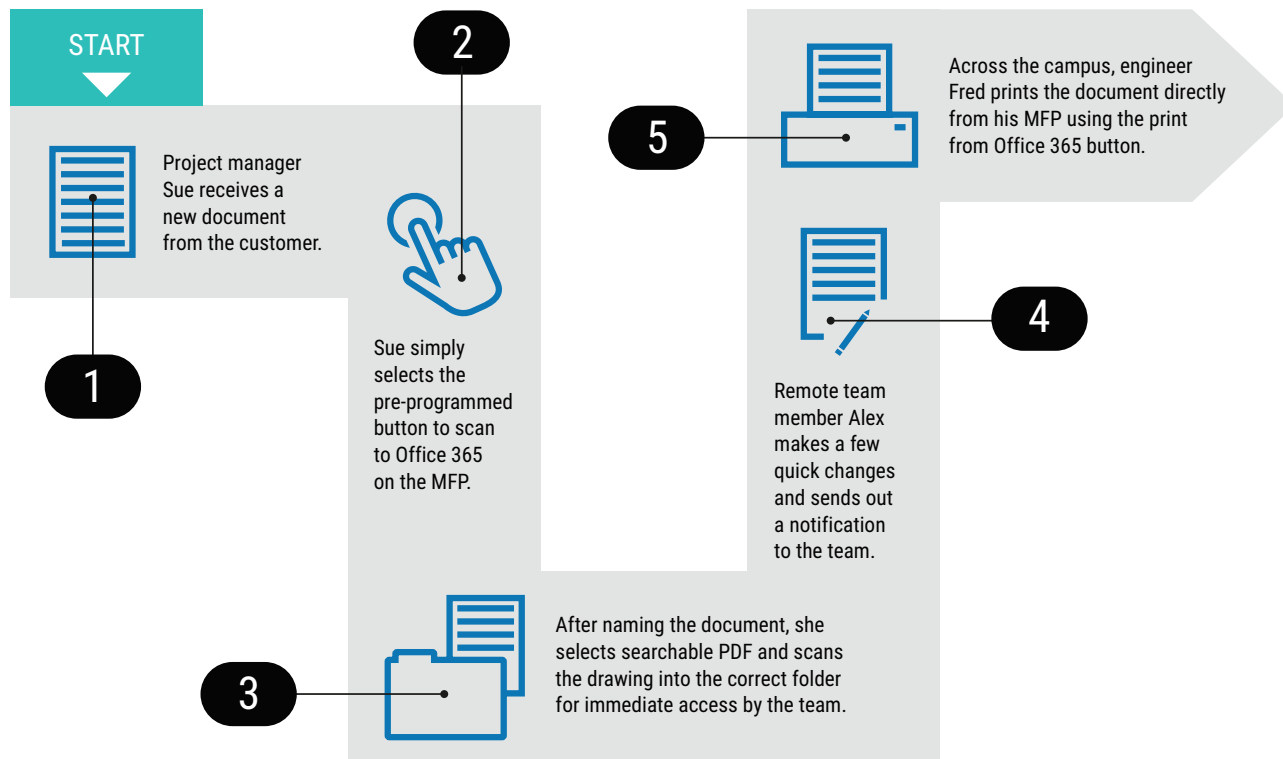 START
1
Project manager
Sue receives a
new document
from the customer.
2
Sue simply
selects the
pre-programmed
button to scan
to Office 365
on the MFP.
3
After naming the document, she
selects searchable PDF and scans
the drawing into the correct folder
for immediate access by the team.
4
Remote team
member Alex
makes a few
quick changes
and sends out
a notification
to the team.
5
Across the campus, engineer
Fred prints the document directly
from his MFP using the print
from Office 365 button.